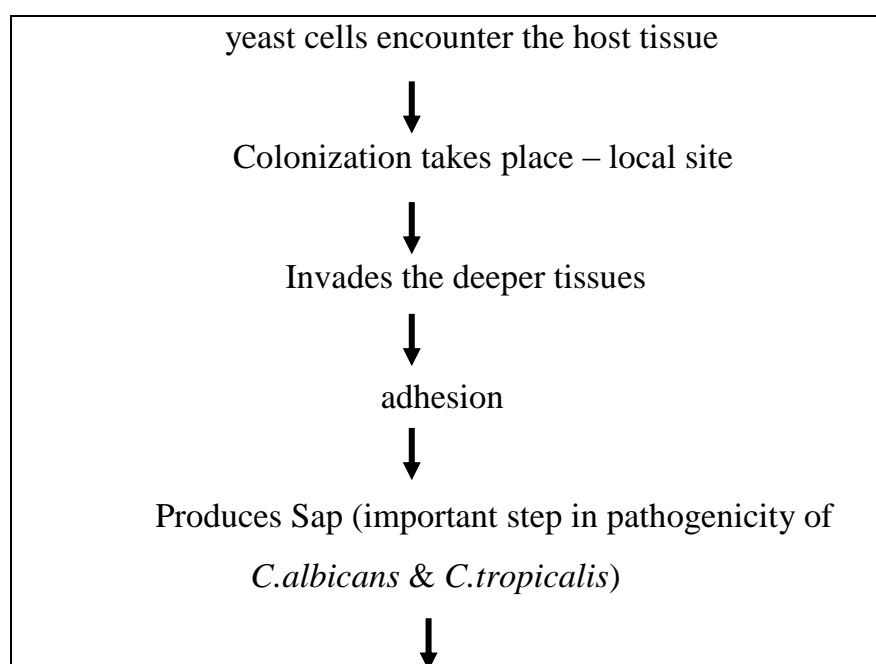 yeast cells encounter the host tissue
Colonization takes place – local site
Invades the deeper tissues
adhesion
Produces Sap (important step in pathogenicity of
C.albicans & C.tropicalis)